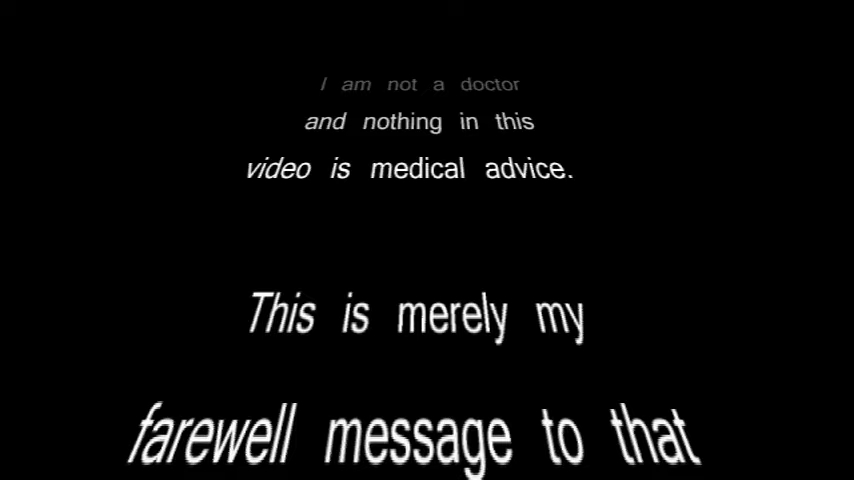 I am not a doctor
and nothing in this
video is medical advice.
This is merely my
farewell message to that